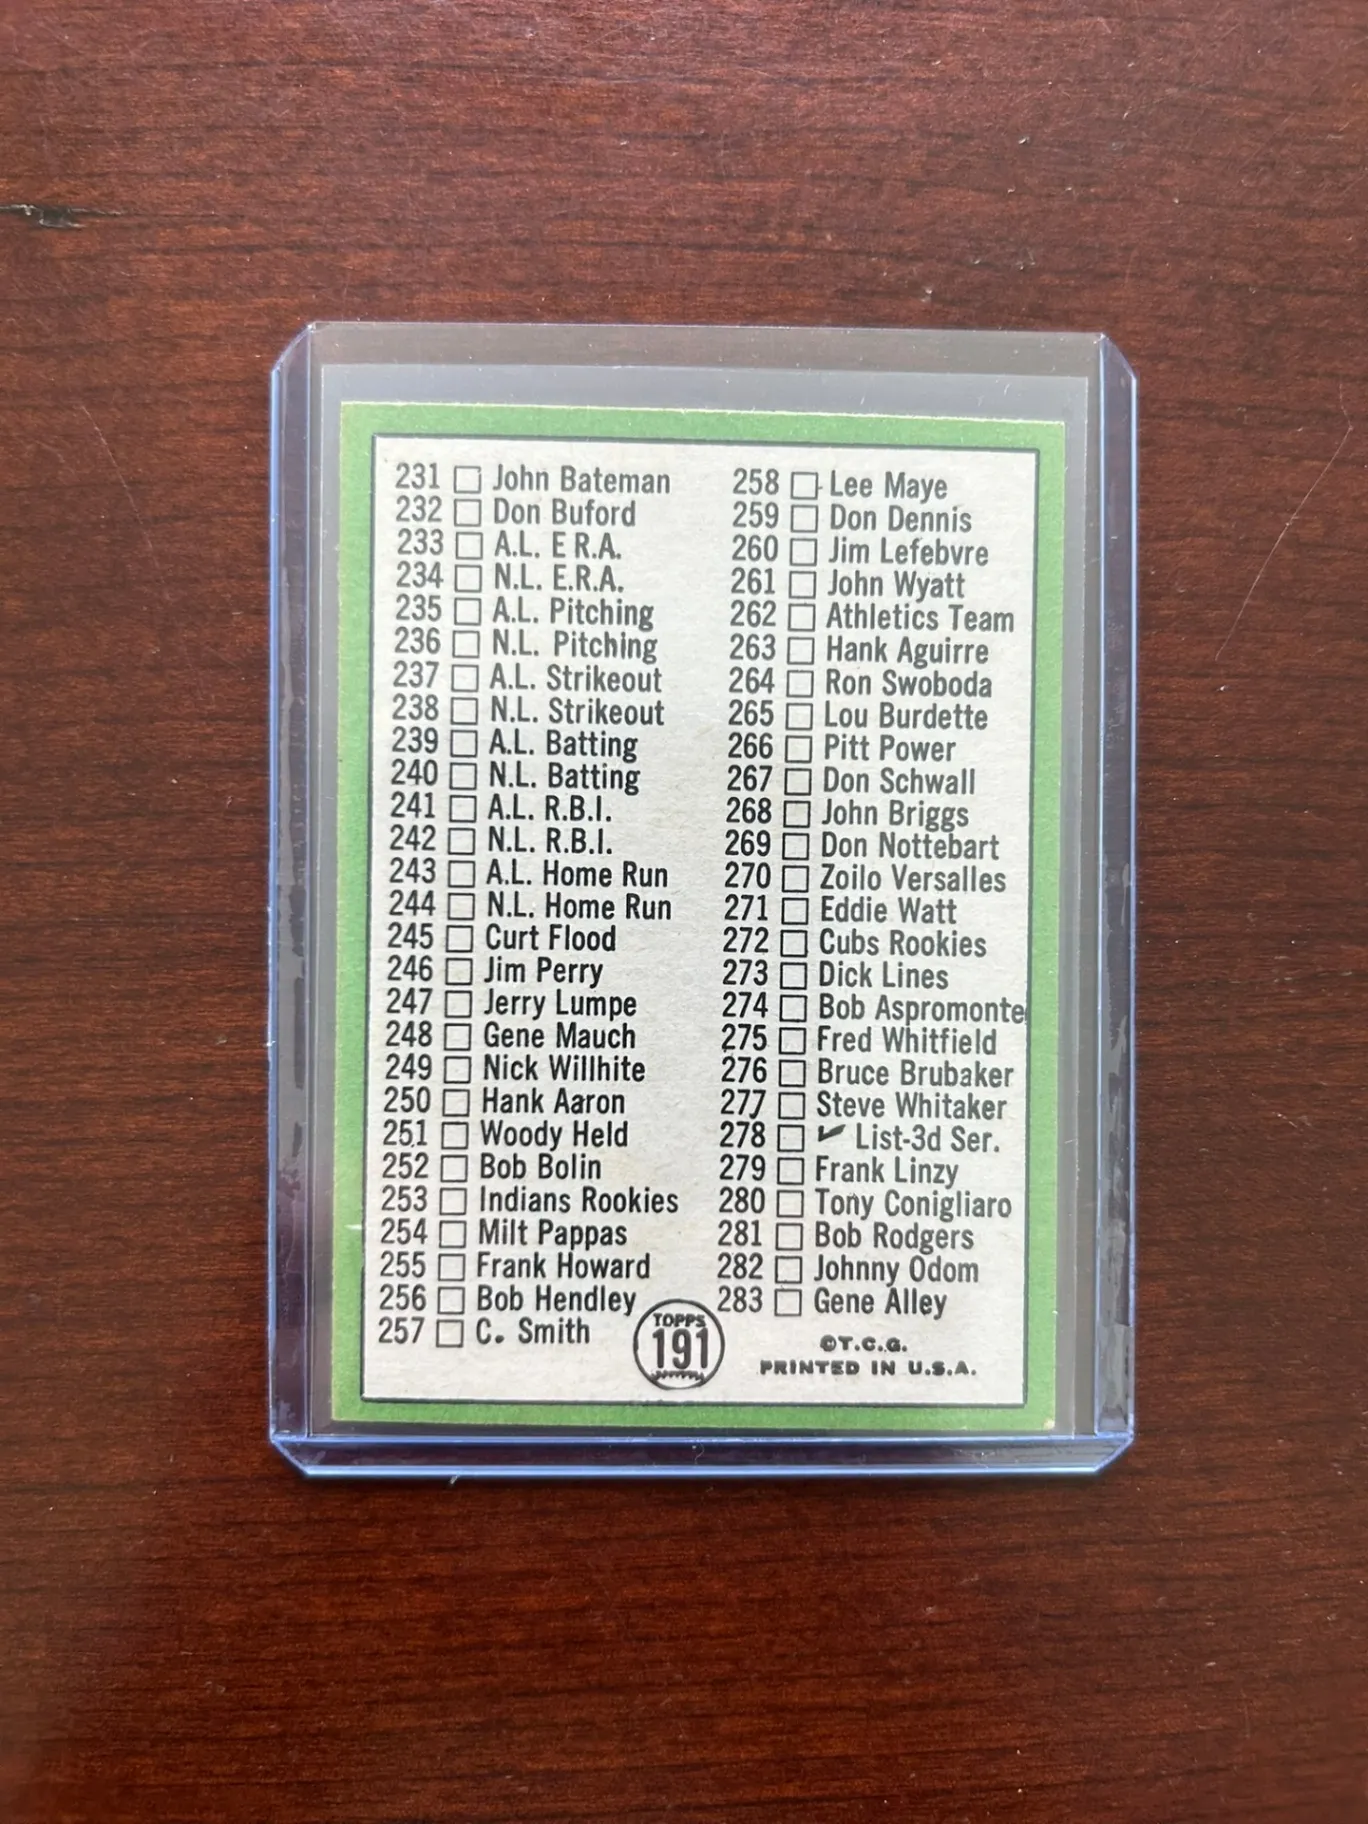 231 John Bateman
232 Don Buford
233 A.L. E R.A.
234 N.L. E.R.A.
235 A.L. Pitching
236 N.L. Pitching
237 A.L. Strikeout
238 N.L. Strikeout
239 A.L. Batting
240 N.L. Batting
241 A.L. R.B.I.
242 N.L. R.B.I.
243 A.L. Home Run
244 N.L. Home Run
245 Curt Flood
246 Jim Perry
247 Jerry Lumpe
248 Gene Mauch
249 Nick Willhite
250 Hank Aaron
251 Woody Held
252 Bob Bolin
253 Indians Rookies
254 Milt Pappas
255 Frank Howard
256 Bob Hendley
257 C. Smith
258 Lee Maye
259 Don Dennis
260 Jim Lefebvre
261 John Wyatt
262 Athletics Team
263 Hank Aguirre
264 Ron Swoboda
265 Lou Burdette
266 Pitt Power
267 Don Schwall
268 John Briggs
269 Don Nottebart
270 Zoilo Versalles
271 Eddie Watt
272 Cubs Rookies
273 Dick Lines
274 Bob Aspromonte
275 Fred Whitfield
276 Bruce Brubaker
277 Steve Whitaker
278 ✔ List-3d Ser.
279 Frank Linzy
280 Tony Conigliaro
281 Bob Rodgers
282 Johnny Odom
283 Gene Alley
TOPPS
191
©T.C.G.
PRINTED IN U.S.A.